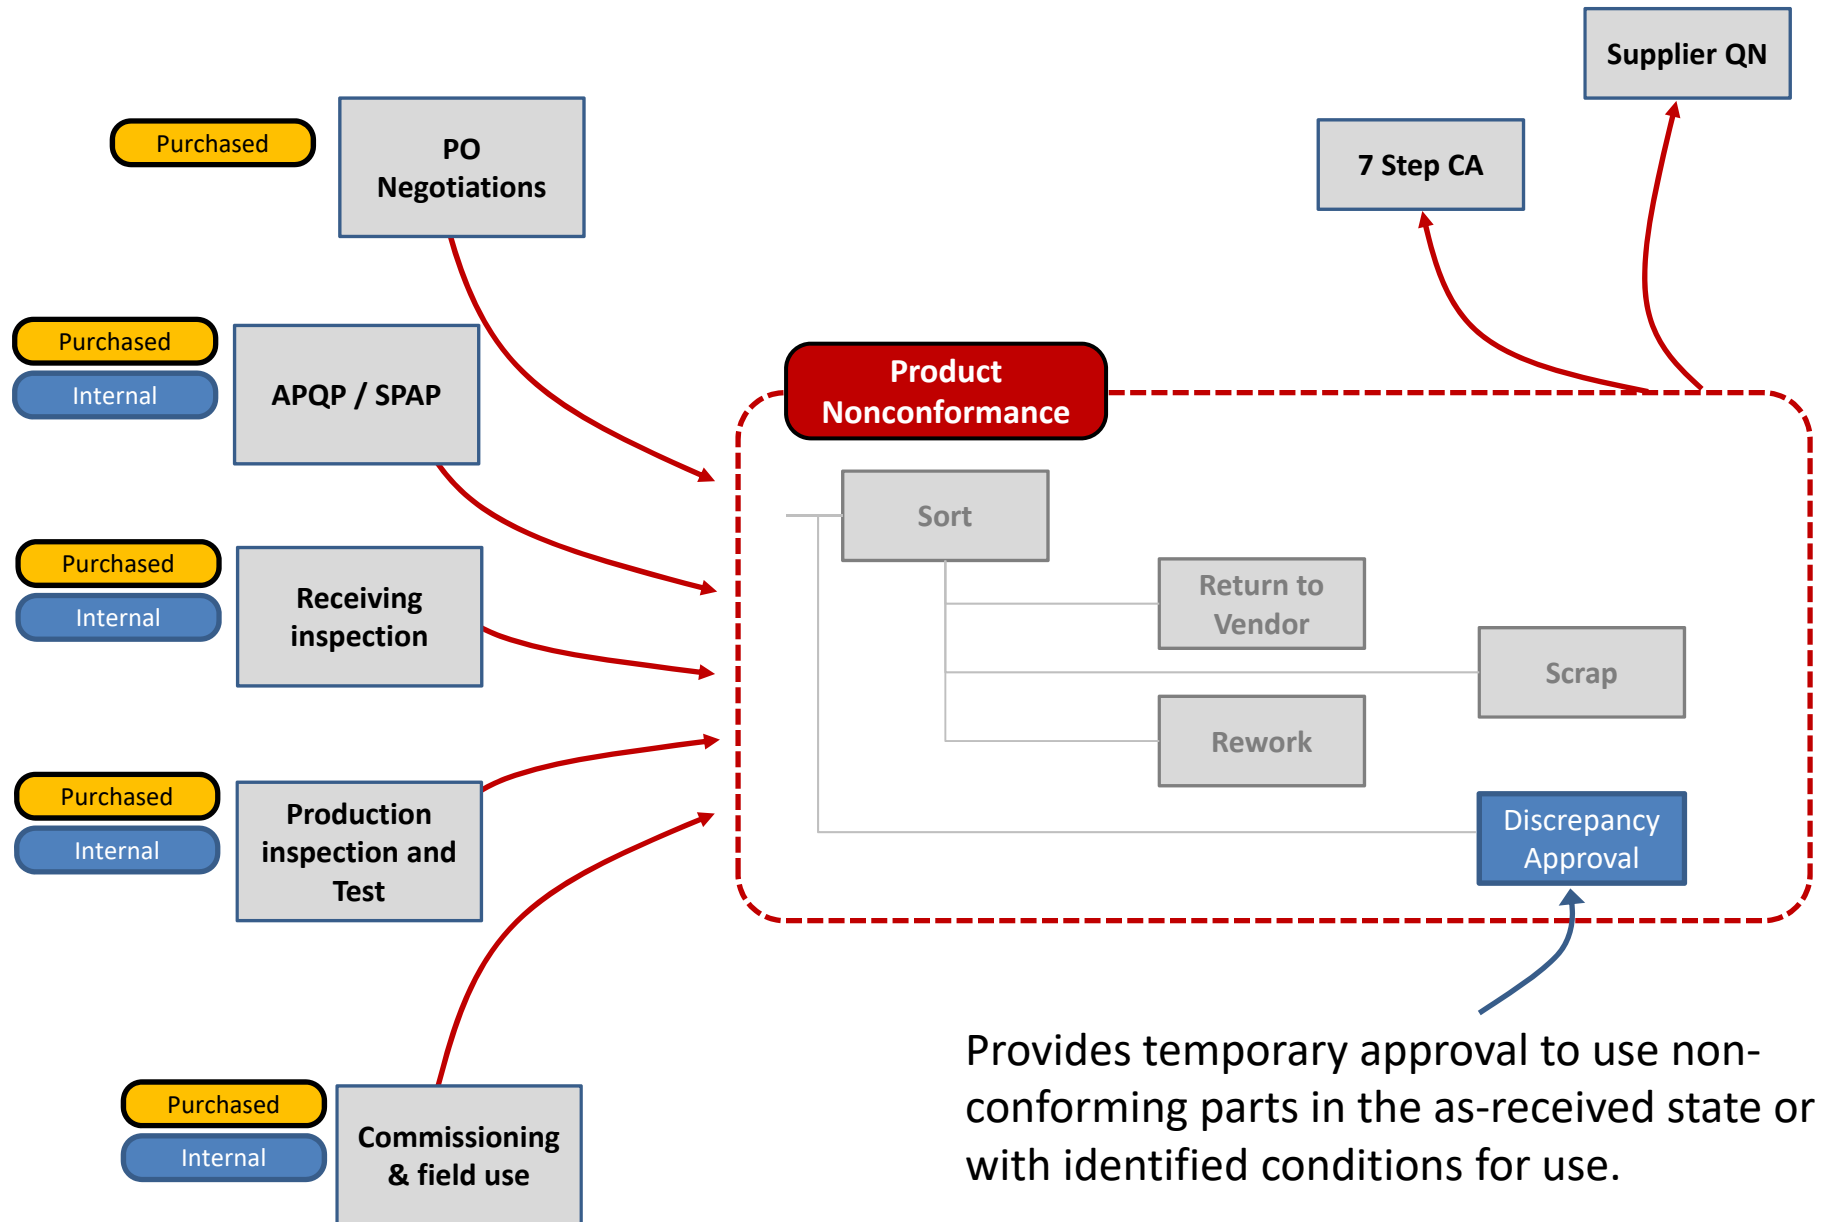 Supplier QN
Purchased
PO
Negotiations
7 Step CA
Purchased
Internal
APQP / SPAP
Product
Nonconformance
Sort
Purchased
Internal
Receiving
inspection
Return to
Vendor
Scrap
Rework
Purchased
Internal
Production
inspection and
Test
Discrepancy
Approval
Purchased
Internal
Commissioning
& field use
Provides temporary approval to use non-
conforming parts in the as-received state or
with identified conditions for use.